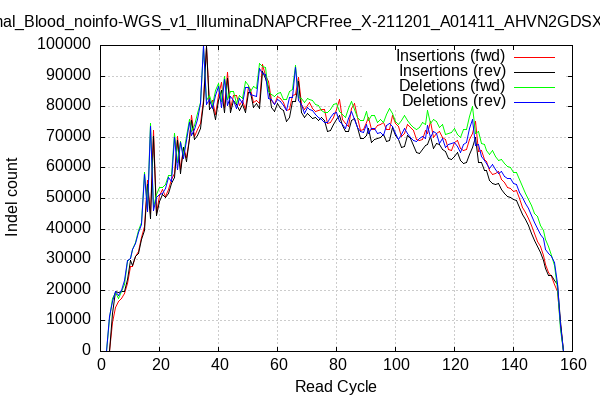 nal_Blood_noinfo-WGS_v1_IlluminaDNAPCRFree_X-211201_A01411_AHVN2GDSX
Insertions (fwd)
Insertions (rev)
Deletions (fwd)
Deletions (rev)
100000
90000
80000
70000
60000
50000
40000
30000
20000
10000
0
Indel count
0 20 40 60 80 100 120 140 160
Read Cycle